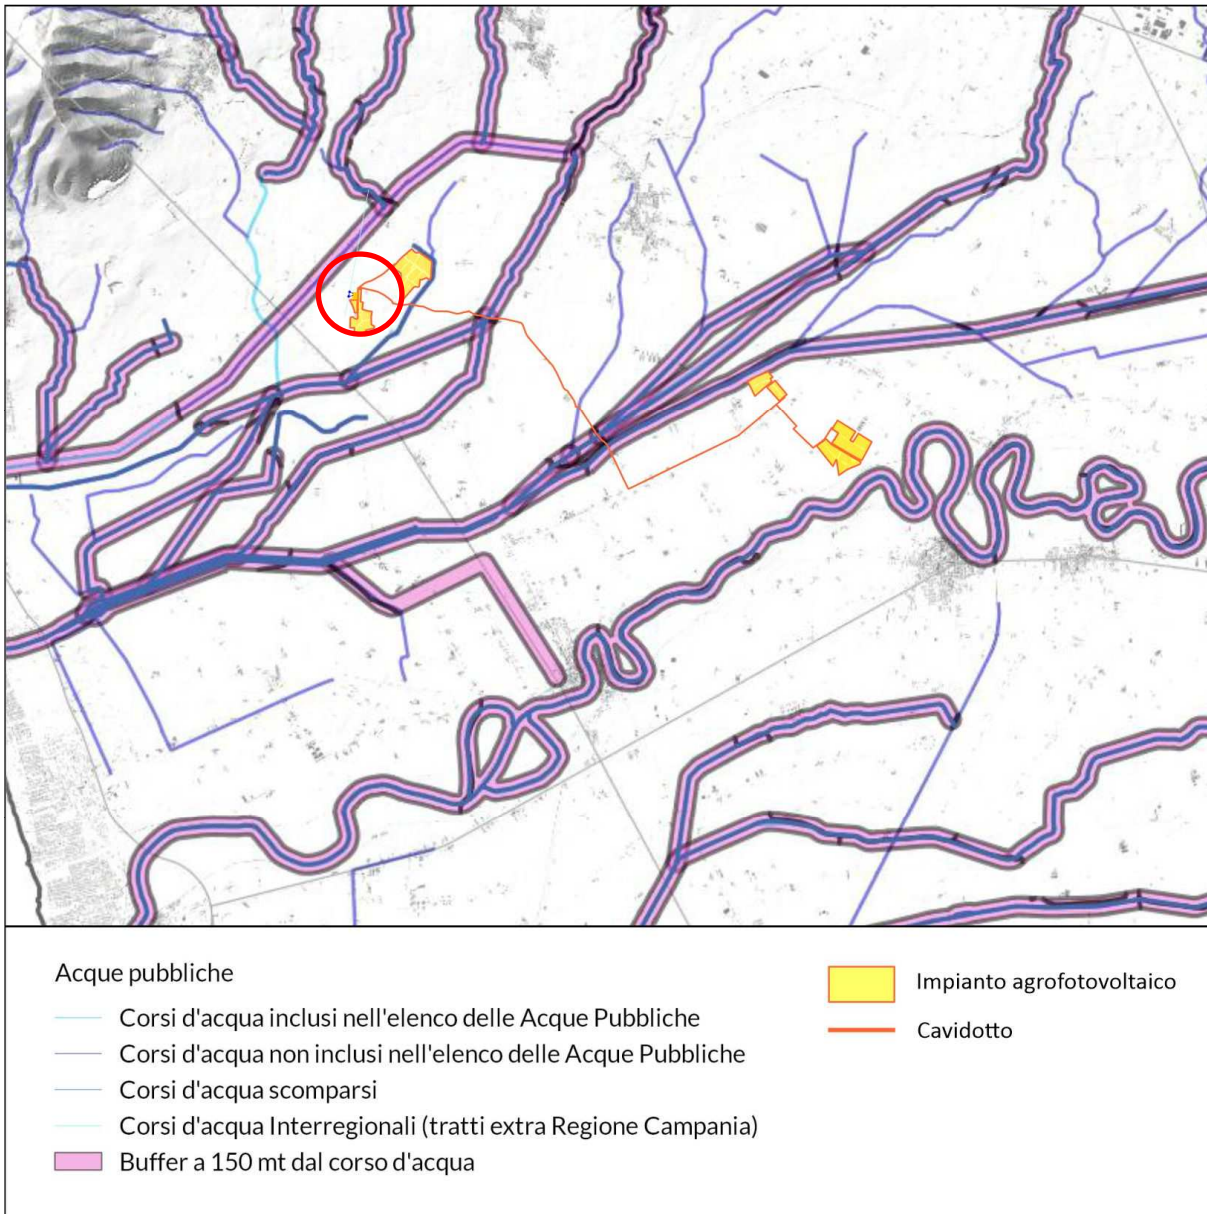 Acque pubbliche
Corsi d'acqua inclusi nell'elenco delle Acque Pubbliche
Corsi d'acqua non inclusi nell'elenco delle Acque Pubbliche
Corsi d'acqua scomparsi
Corsi d'acqua Interregionali (tratti extra Regione Campania)
Buffer a 150 mt dal corso d'acqua
Impianto agrofotovoltaico
Cavidotto